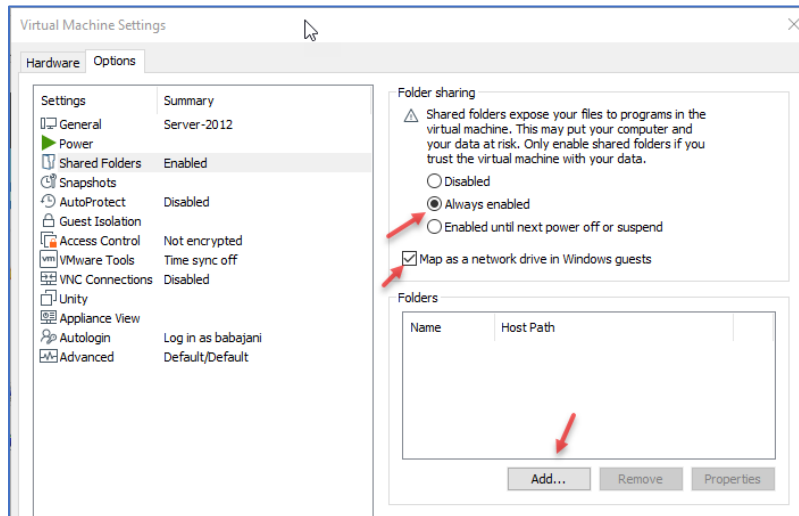 Virtual Machine Settings
Hardware Options
Settings Summary
General Server-2012
Power
Shared Folders Enabled
Snapshots
AutoProtect Disabled
Guest Isolation
Access Control Not encrypted
vm VMware Tools Time sync off
VNC Connections Disabled
Unity
Appliance View
Autologin Log in as babajani
Advanced Default/Default
Folder sharing
Shared folders expose your files to programs in the
virtual machine. This may put your computer and
your data at risk. Only enable shared folders if you
trust the virtual machine with your data.
Disabled
Always enabled
Enabled until next power off or suspend
Map as a network drive in Windows guests
Folders
Name Host Path
Add... Remove Properties